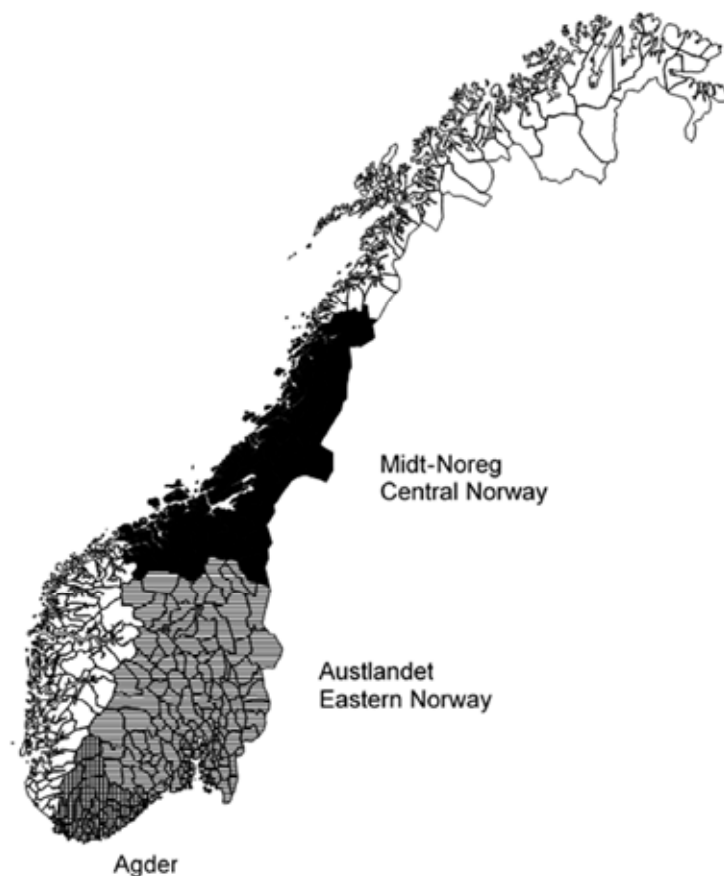 Midt-Noreg
Central Norway
Austlandet
Eastern Norway
Agder